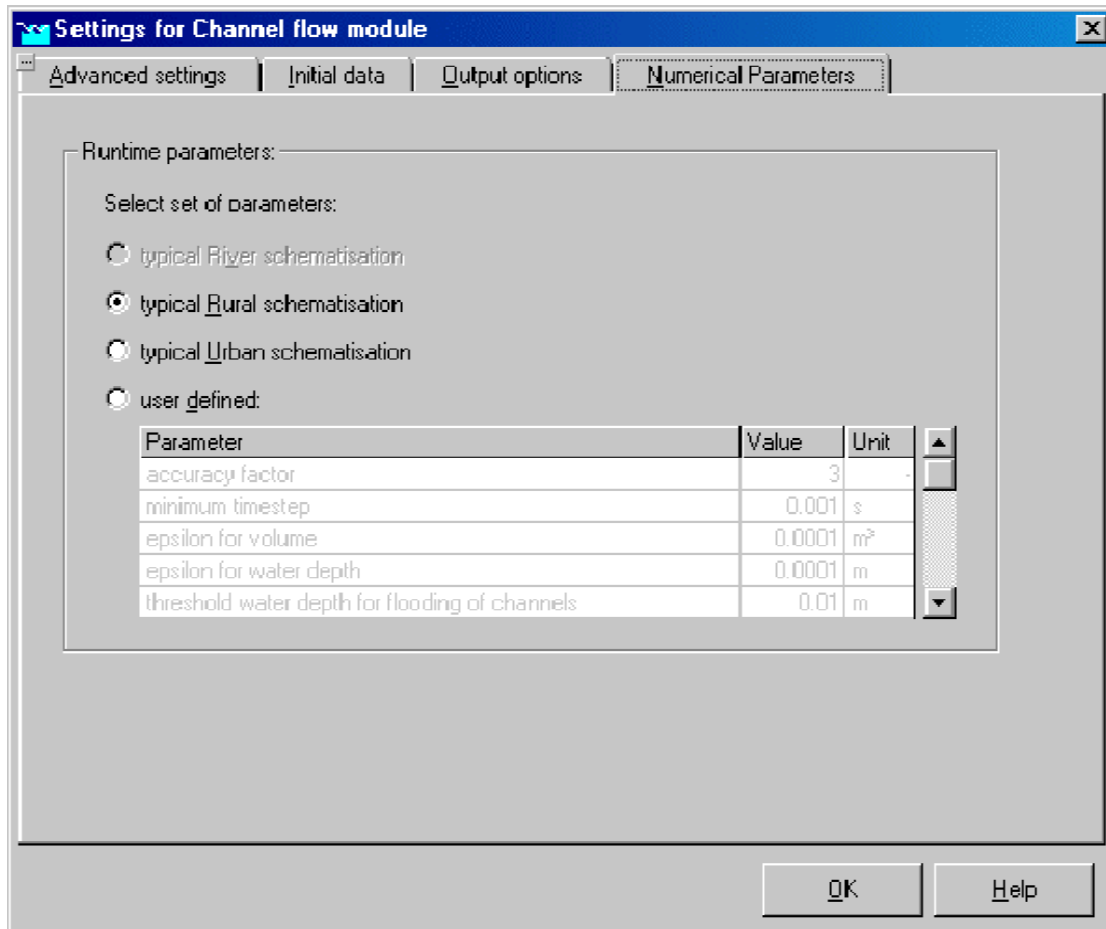 Settings for Channel flow module
Advanced settings Initial data Output options Numerical Parameters
Runtime parameters:
Select set of parameters:
typical River schematisation
typical Rural schematisation
typical Urban schematisation
user defined:
Parameter Value Unit
accuracy factor 3 -
minimum timestep 0.001 s
epsilon for volume 0.0001 m³
epsilon for water depth 0.0001 m
threshold water depth for flooding of channels 0.01 m
OK Help